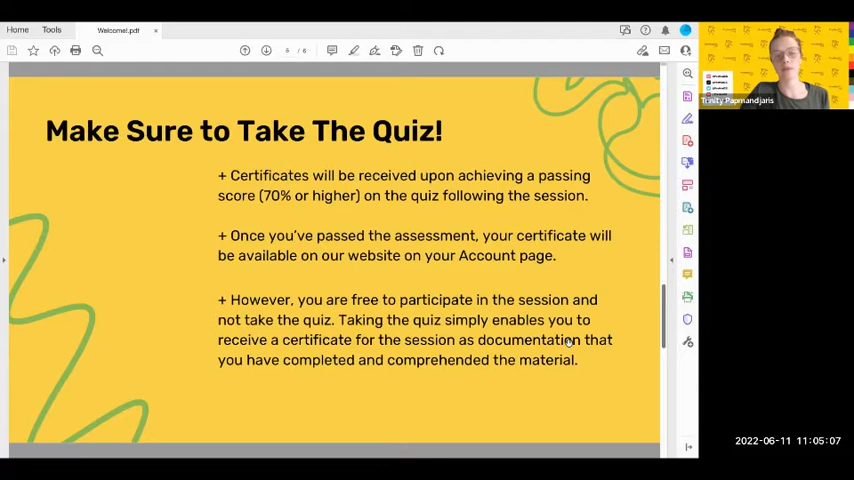 Home Tools Welcome!.pdf ×
/ 6
Make Sure to Take The Quiz!
+ Certificates will be received upon achieving a passing
score (70% or higher) on the quiz following the session.
+ Once you've passed the assessment, your certificate will
be available on our website on your Account page.
+ However, you are free to participate in the session and
not take the quiz. Taking the quiz simply enables you to
receive a certificate for the session as documentation that
you have completed and comprehended the material.
Trinity Papmandjaris
2022-06-11 11:05:07